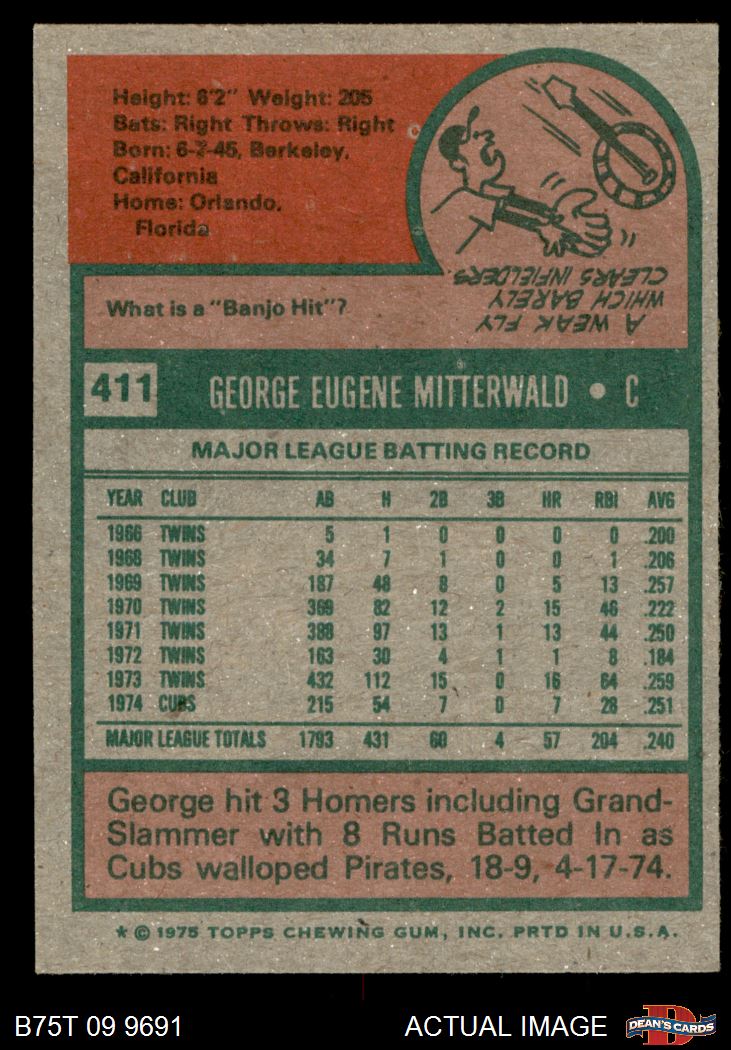 Height: 6'2" Weight: 205
Bats: Right Throws: Right
Born: 6-7-45, Berkeley,
California
Home: Orlando,
Florida
What is a "Banjo Hit"?
A WEAK FLY
WHICH BARELY
CLEARS INFIELDERS.
411 GEORGE EUGENE MITTERWALD • C
MAJOR LEAGUE BATTING RECORD
YEAR CLUB AB H 2B 3B HR RBI AVG
1966 TWINS 5 1 0 0 0 0 .200
1968 TWINS 34 7 1 0 0 1 .206
1969 TWINS 187 48 8 0 5 13 .257
1970 TWINS 369 82 12 2 15 46 .222
1971 TWINS 388 97 13 1 13 44 .250
1972 TWINS 163 30 4 1 1 8 .184
1973 TWINS 432 112 15 0 16 64 .259
1974 CUBS 215 54 7 0 7 28 .251
MAJOR LEAGUE TOTALS 1793 431 60 4 57 204 .240
George hit 3 Homers including Grand-
Slammer with 8 Runs Batted In as
Cubs walloped Pirates, 18-9, 4-17-74.
* © 1975 TOPPS CHEWING GUM, INC. PRTD IN U.S.A.
B75T 09 9691 ACTUAL IMAGE DEAN'S CARDS